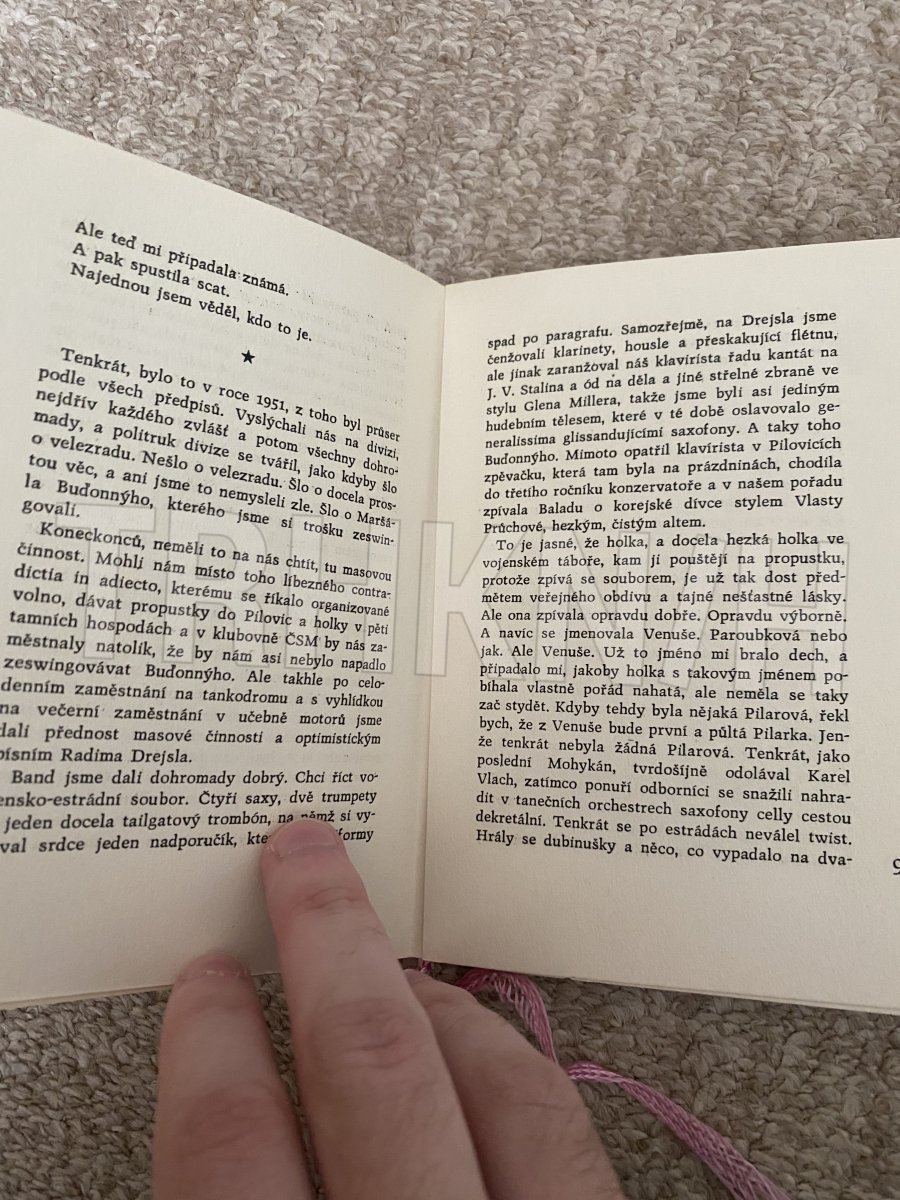 Ale teď mi připadala známá.
A pak spustila scat.
Najednou jsem věděl, kdo to je.
★
Tenkrát, bylo to v roce 1951, z toho byl průser
podle všech předpisů. Vyslýchali nás na divizi,
nejdřív každého zvlášť a potom všechny dohro-
mady, a politruk divize se tvářil, jako kdyby šlo
o velezradu. Nešlo o velezradu. Šlo o docela pros-
tou věc, a ani jsme to nemysleli zle. Šlo o Maršá-
la Buďonnýho, kterého jsme si trošku zeswin-
govali.
Koneckonců, neměli to na nás chtít, tu masovou
činnost. Mohli nám místo toho líbezného contra-
dictia in adiecto, kterému se říkalo organizované
volno, dávat propustky do Pílovic a holky v pěti
tamních hospodách a v klubovně ČSM by nás za-
městnaly natolik, že by nám asi nebylo napadlo
zeswingovávat Buďonnýho. Ale takhle po celo-
denním zaměstnání na tankodromu a s vyhlídkou
na večerní zaměstnání v učebně motorů jsme
dali přednost masové činnosti a optimistickým
písním Radima Drejsla.
Band jsme dali dohromady dobrý. Chci říct vo-
ensko-estrádní soubor. Čtyři saxy, dvě trumpety
jeden docela tailgatový trombón, na němž si vy-
val srdce jeden nadporučík, formy
spad po paragrafu. Samozřejmě, na Drejsla jsme
čenžovali klarinety, housle a přeskakující flétnu,
ale jinak zaranžoval náš klavírista řadu kantát na
J. V. Stalina a ód na děla a jiné střelné zbraně ve
stylu Glena Millera, takže jsme byli asi jediným
hudebním tělesem, které v té době oslavovalo ge-
neralissima glissandujícími saxofony. A taky toho
Buďonnýho. Mimoto opatřil klavírista v Pílovicích
zpěvačku, která tam byla na prázdninách, chodila
do třetího ročníku konzervatoře a v našem pořadu
zpívala Baladu o korejské dívce stylem Vlasty
Průchové, hezkým, čistým altem.
To je jasné, že holka, a docela hezká holka ve
vojenském táboře, kam ji pouštějí na propustku,
protože zpívá se souborem, je už tak dost před-
mětem veřejného obdivu a tajné nešťastné lásky.
Ale ona zpívala opravdu dobře. Opravdu výborně.
A navíc se jmenovala Venuše. Paroubková nebo
jak. Ale Venuše. Už to jméno mi bralo dech, a
připadalo mi, jakoby holka s takovým jménem po-
bíhala vlastně pořád nahatá, ale neměla se taky
zač stydět. Kdyby tehdy byla nějaká Pilarová, řekl
bych, že z Venuše bude první a půltá Pilarka. Jen-
že tenkrát nebyla žádná Pilarová. Tenkrát, jako
poslední Mohykán, tvrdošíjně odolával Karel
Vlach, zatímco ponuří odborníci se snažili nahra-
dit v tanečních orchestrech saxofony celly cestou
dekretální. Tenkrát se po estrádách neválel twist.
Hrály se dubinušky a něco, co vypadalo na dva-
9